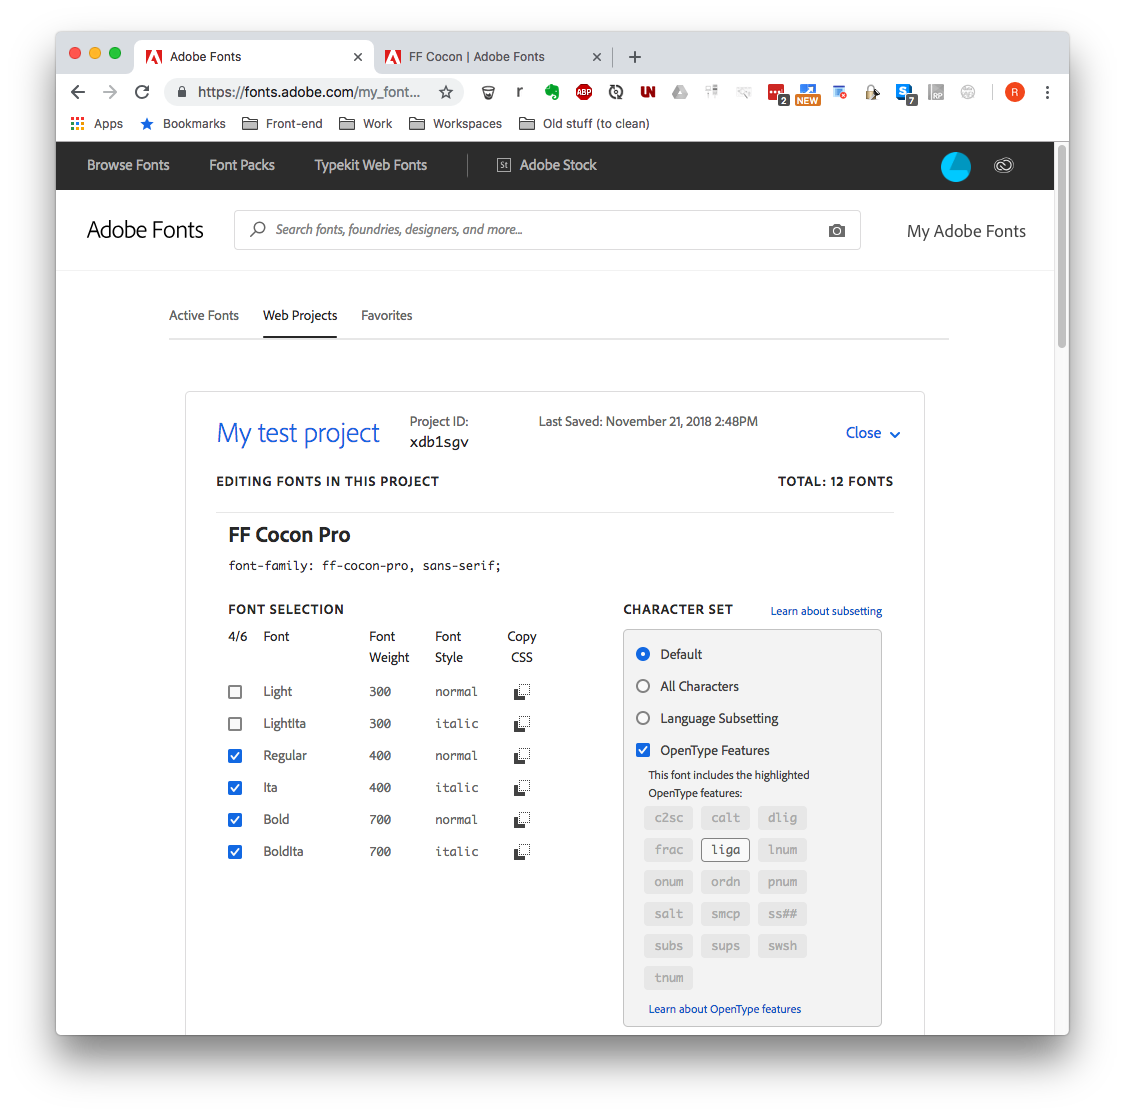 Adobe Fonts
FF Cocon | Adobe Fonts
https://fonts.adobe.com/my_font...
r
ABP
UN
2
NEW
7
RP
R
Apps
Bookmarks
Front-end
Work
Workspaces
Old stuff (to clean)
Browse Fonts
Font Packs
Typekit Web Fonts
St
Adobe Stock
Adobe Fonts
Search fonts, foundries, designers, and more...
My Adobe Fonts
Active Fonts
Web Projects
Favorites
My test project
Project ID:
xdb1sgv
Last Saved: November 21, 2018 2:48PM
Close
EDITING FONTS IN THIS PROJECT
TOTAL: 12 FONTS
FF Cocon Pro
font-family: ff-cocon-pro, sans-serif;
FONT SELECTION
4/6 Font Font Weight Font Style Copy CSS
Light 300 normal
LightIta 300 italic
Regular 400 normal
Ita 400 italic
Bold 700 normal
BoldIta 700 italic
CHARACTER SET
Learn about subsetting
Default
All Characters
Language Subsetting
OpenType Features
This font includes the highlighted
OpenType features:
c2sc calt dlig
frac liga lnum
onum ordn pnum
salt smcp ss##
subs sups swsh
tnum
Learn about OpenType features